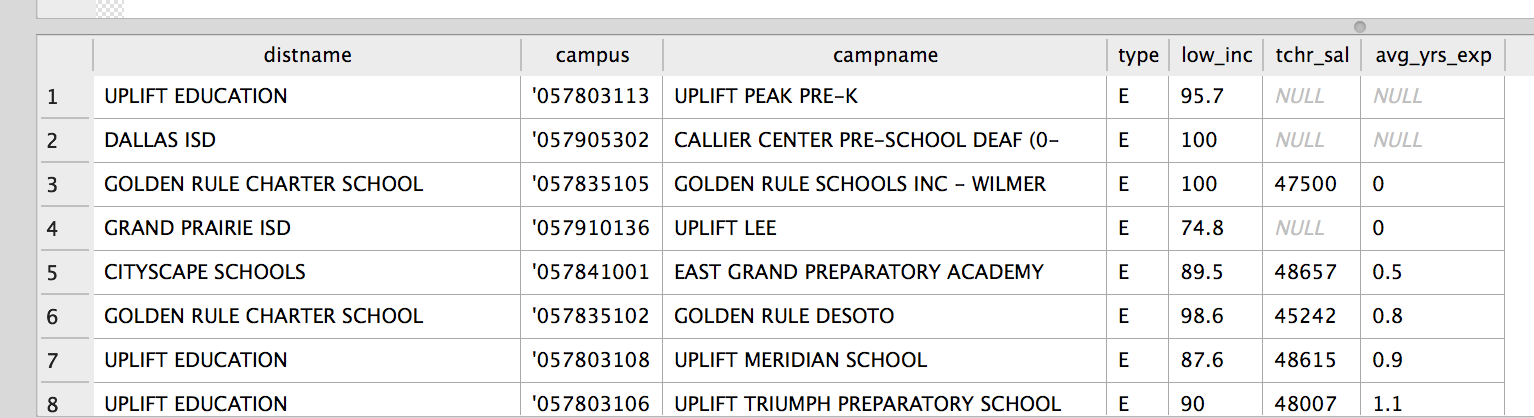 distname campus campname type low_inc tchr_sal avg_yrs_exp
1 UPLIFT EDUCATION '057803113 UPLIFT PEAK PRE-K E 95.7 NULL NULL
2 DALLAS ISD '057905302 CALLIER CENTER PRE-SCHOOL DEAF (0- E 100 NULL NULL
3 GOLDEN RULE CHARTER SCHOOL '057835105 GOLDEN RULE SCHOOLS INC - WILMER E 100 47500 0
4 GRAND PRAIRIE ISD '057910136 UPLIFT LEE E 74.8 NULL 0
5 CITYSCAPE SCHOOLS '057841001 EAST GRAND PREPARATORY ACADEMY E 89.5 48657 0.5
6 GOLDEN RULE CHARTER SCHOOL '057835102 GOLDEN RULE DESOTO E 98.6 45242 0.8
7 UPLIFT EDUCATION '057803108 UPLIFT MERIDIAN SCHOOL E 87.6 48615 0.9
8 UPLIFT EDUCATION '057803106 UPLIFT TRIUMPH PREPARATORY SCHOOL E 90 48007 1.1